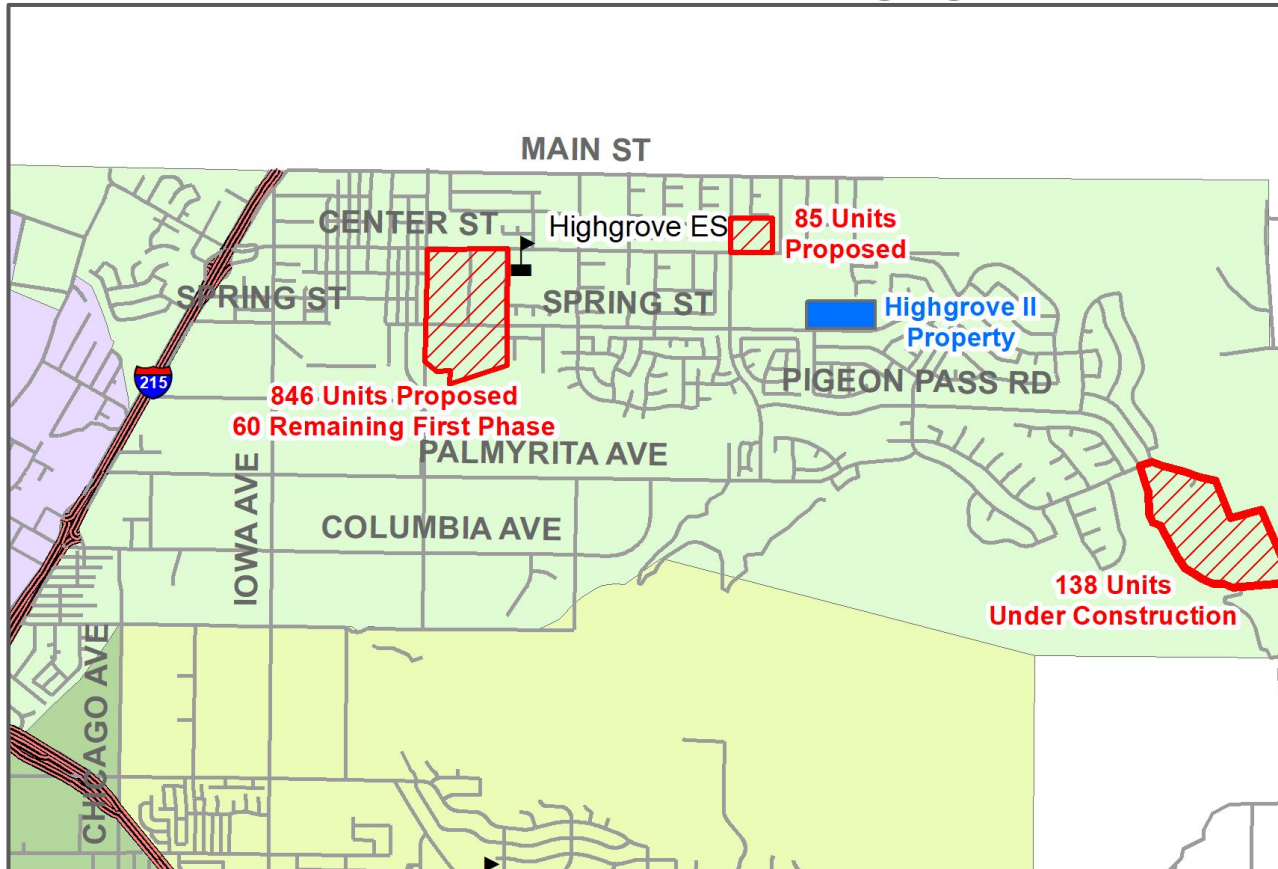 MAIN ST
CENTER ST
Highgrove ES
85 Units
Proposed
SPRING ST
SPRING ST
Highgrove II
Property
215
846 Units Proposed
60 Remaining First Phase
PIGEON PASS RD
PALMYRITA AVE
IOWA AVE
COLUMBIA AVE
138 Units
Under Construction
CHICAGO AVE